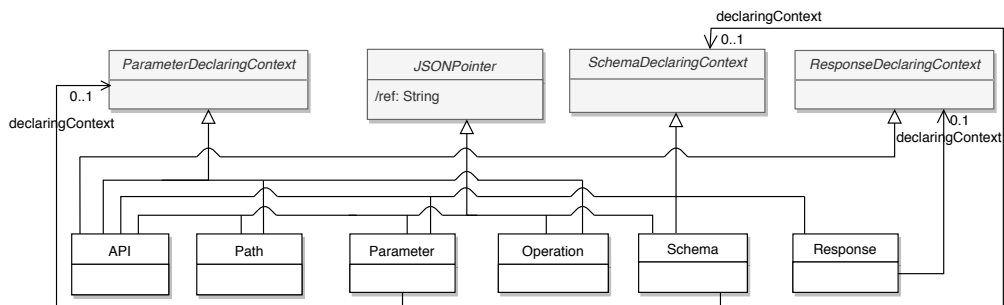 declaringContext
0..1
ParameterDeclaringContext
JSONPointer
SchemaDeclaringContext
ResponseDeclaringContext
0..1
/ref: String
declaringContext
0.1
declaringContext
API
Path
Parameter
Operation
Schema
Response